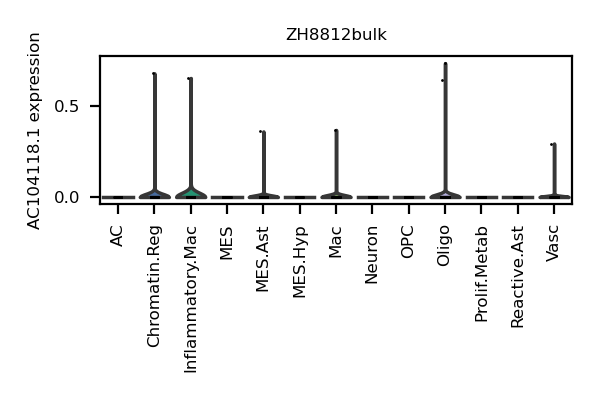 ZH8812bulk
AC104118.1 expression
0.5
0.0
AC
Chromatin.Reg
Inflammatory.Mac
MES
MES.Ast
MES.Hyp
Mac
Neuron
OPC
Oligo
Prolif.Metab
Reactive.Ast
Vasc